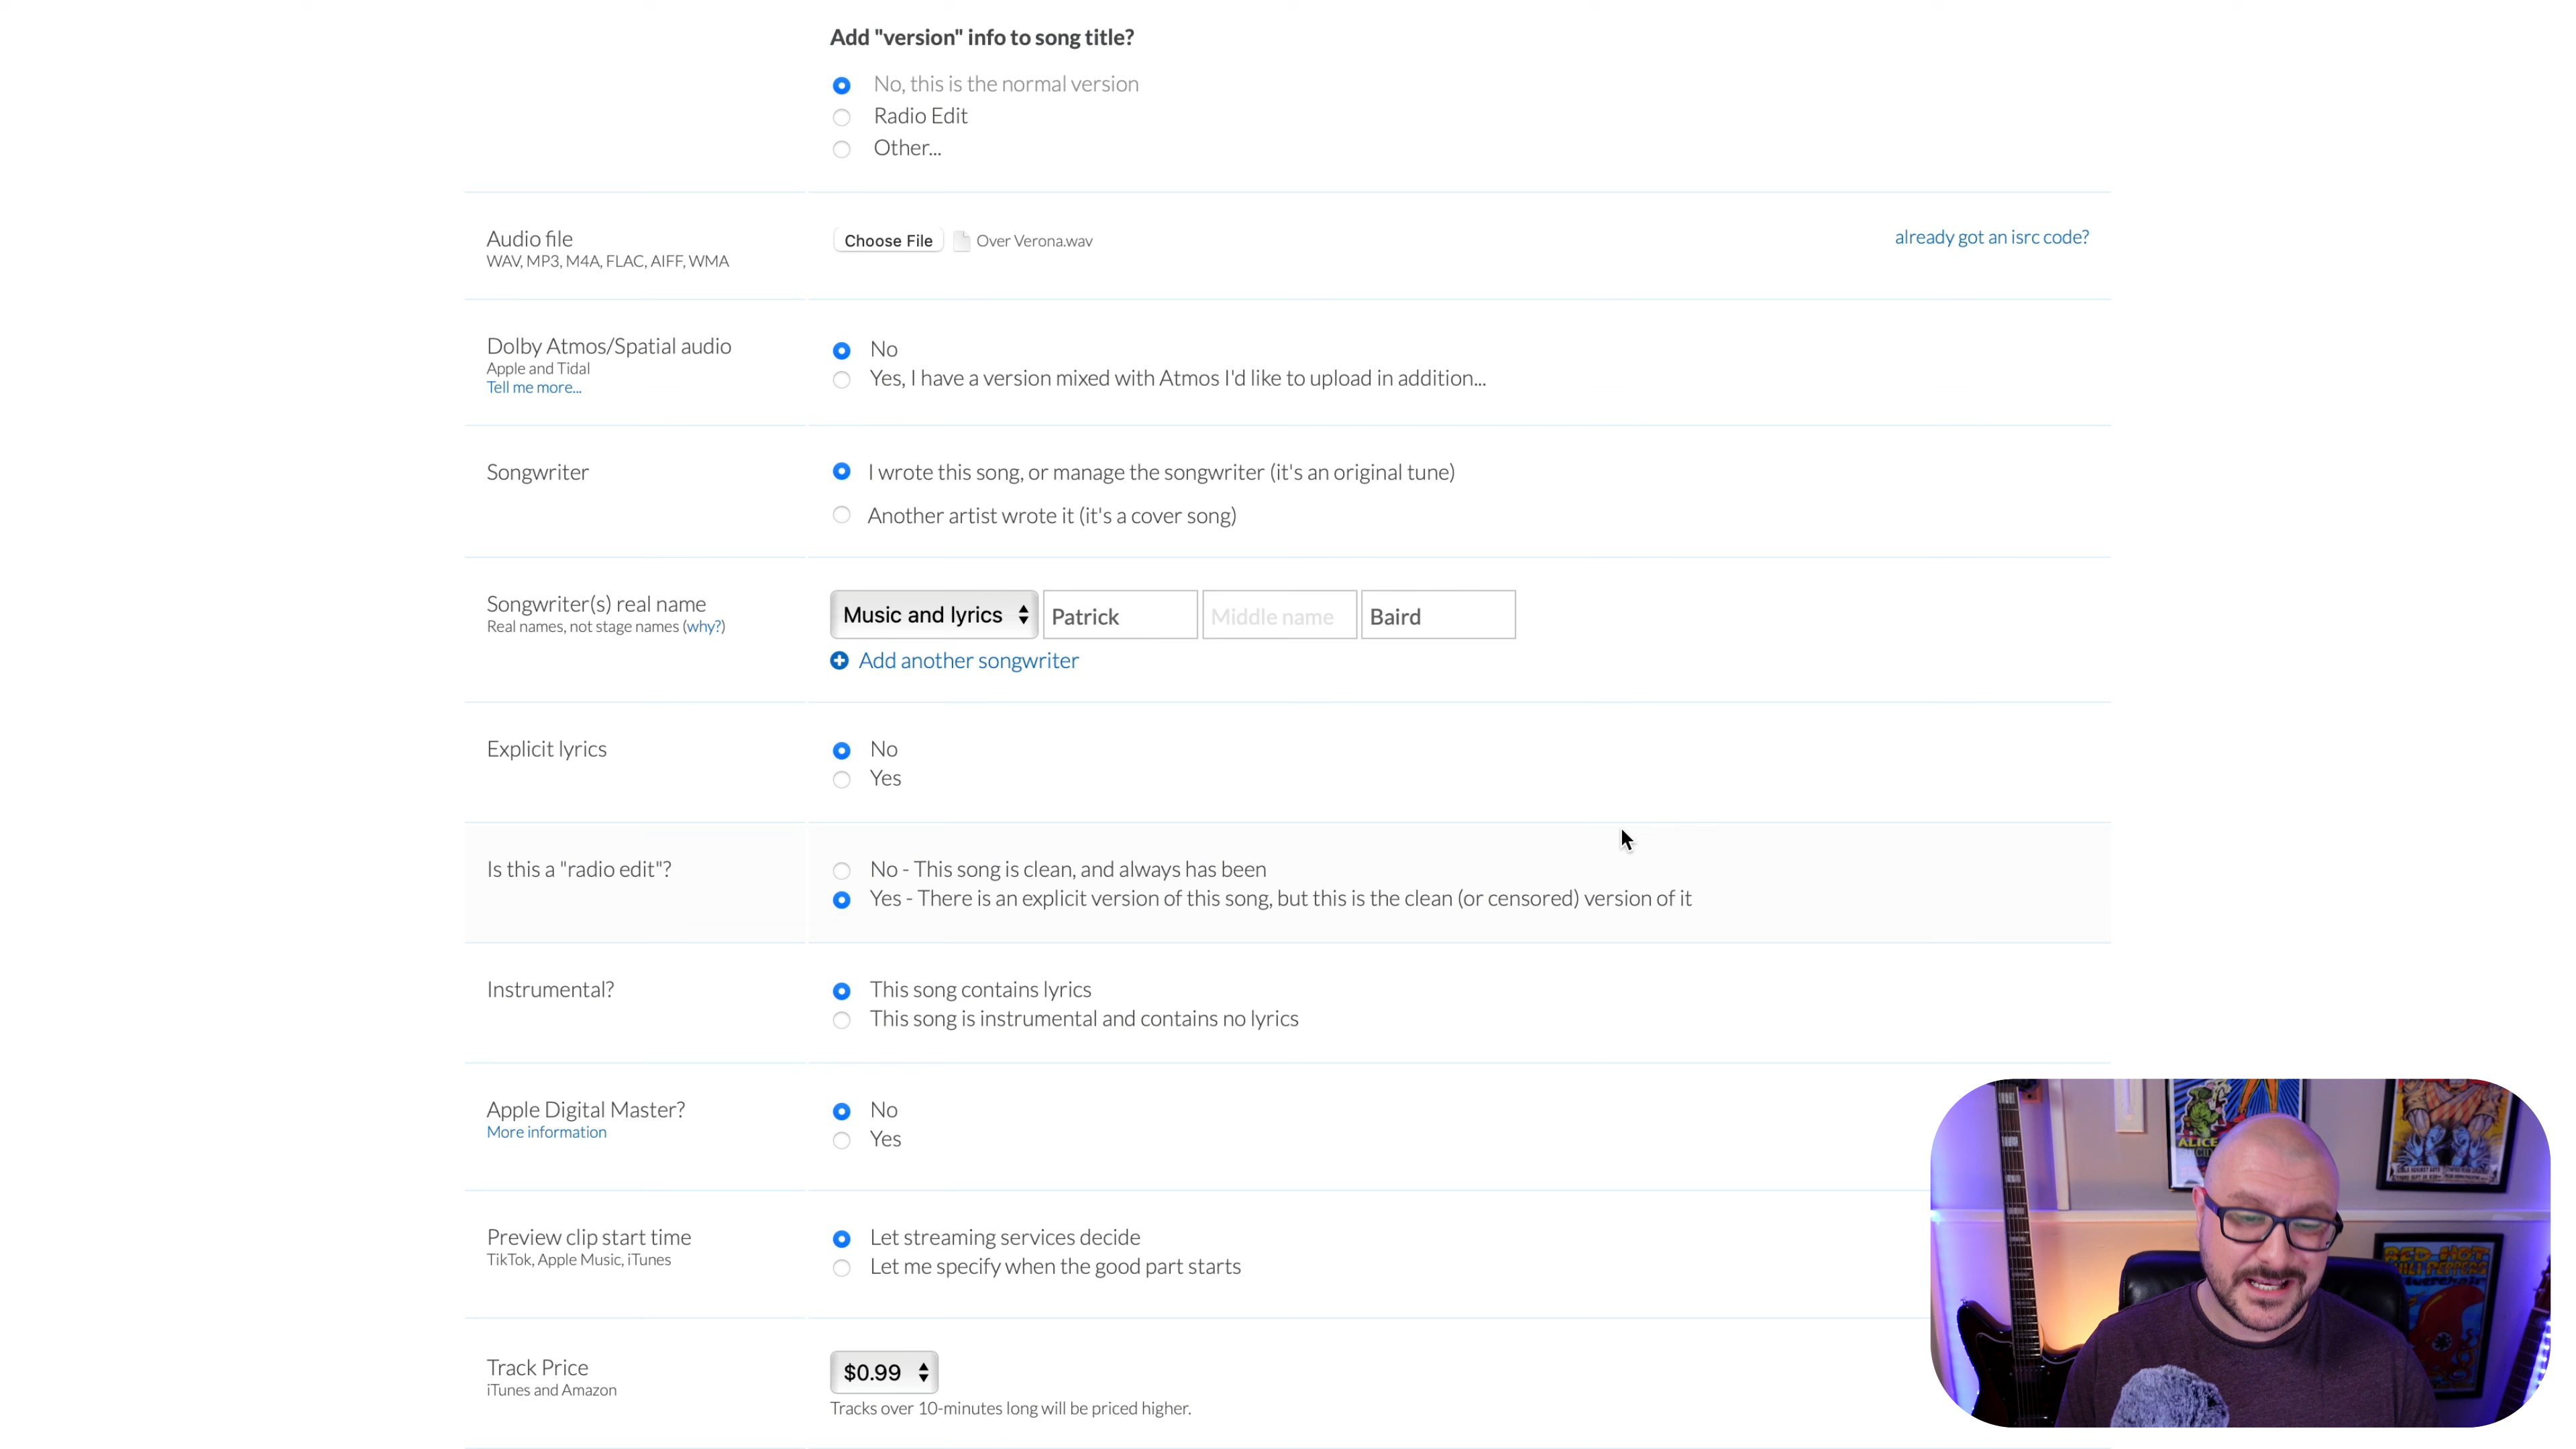 Add "version" info to song title?
No, this is the normal version
Radio Edit
Other...
Audio file
WAV, MP3, M4A, FLAC, AIFF, WMA
Choose File Over Verona.wav
already got an isrc code?
Dolby Atmos/Spatial audio
Apple and Tidal
Tell me more...
No
Yes, I have a version mixed with Atmos I'd like to upload in addition...
Songwriter
I wrote this song, or manage the songwriter (it's an original tune)
Another artist wrote it (it's a cover song)
Songwriter(s) real name
Real names, not stage names (why?)
Music and lyrics Patrick Middle name Baird
Add another songwriter
Explicit lyrics
No
Yes
Is this a "radio edit"?
No - This song is clean, and always has been
Yes - There is an explicit version of this song, but this is the clean (or censored) version of it
Instrumental?
This song contains lyrics
This song is instrumental and contains no lyrics
Apple Digital Master?
More information
No
Yes
Preview clip start time
TikTok, Apple Music, iTunes
Let streaming services decide
Let me specify when the good part starts
Track Price
iTunes and Amazon
$0.99
Tracks over 10-minutes long will be priced higher.
ALICE
RED HOT
CHILI PEPPERS